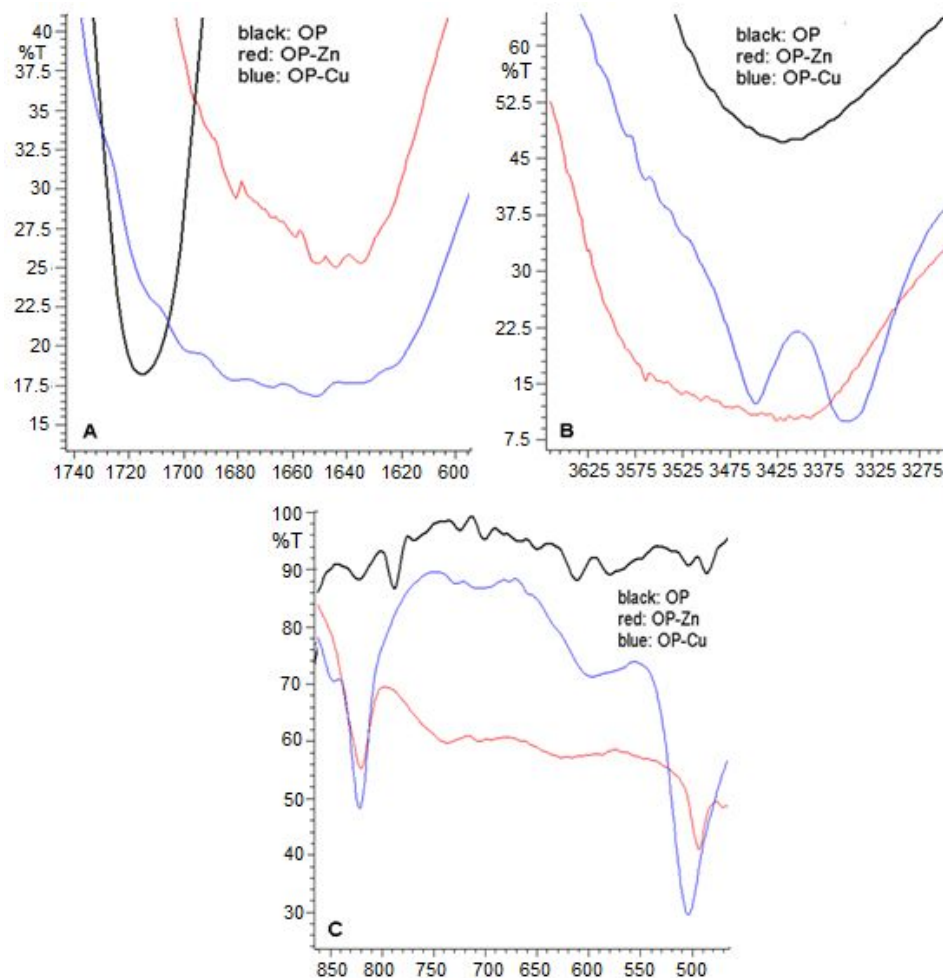 40
%T
37.5
35
32.5
30
27.5
25
22.5
20
17.5
15
black: OP
red: OP-Zn
blue: OP-Cu
A
1740 1720 1700 1680 1660 1640 1620 1600
60
%T
52.5
45
37.5
30
22.5
15
7.5
black: OP
red: OP-Zn
blue: OP-Cu
B
3625 3575 3525 3475 3425 3375 3325 3275
100
%T
90
80
70
60
50
40
30
black: OP
red: OP-Zn
blue: OP-Cu
C
850 800 750 700 650 600 550 500